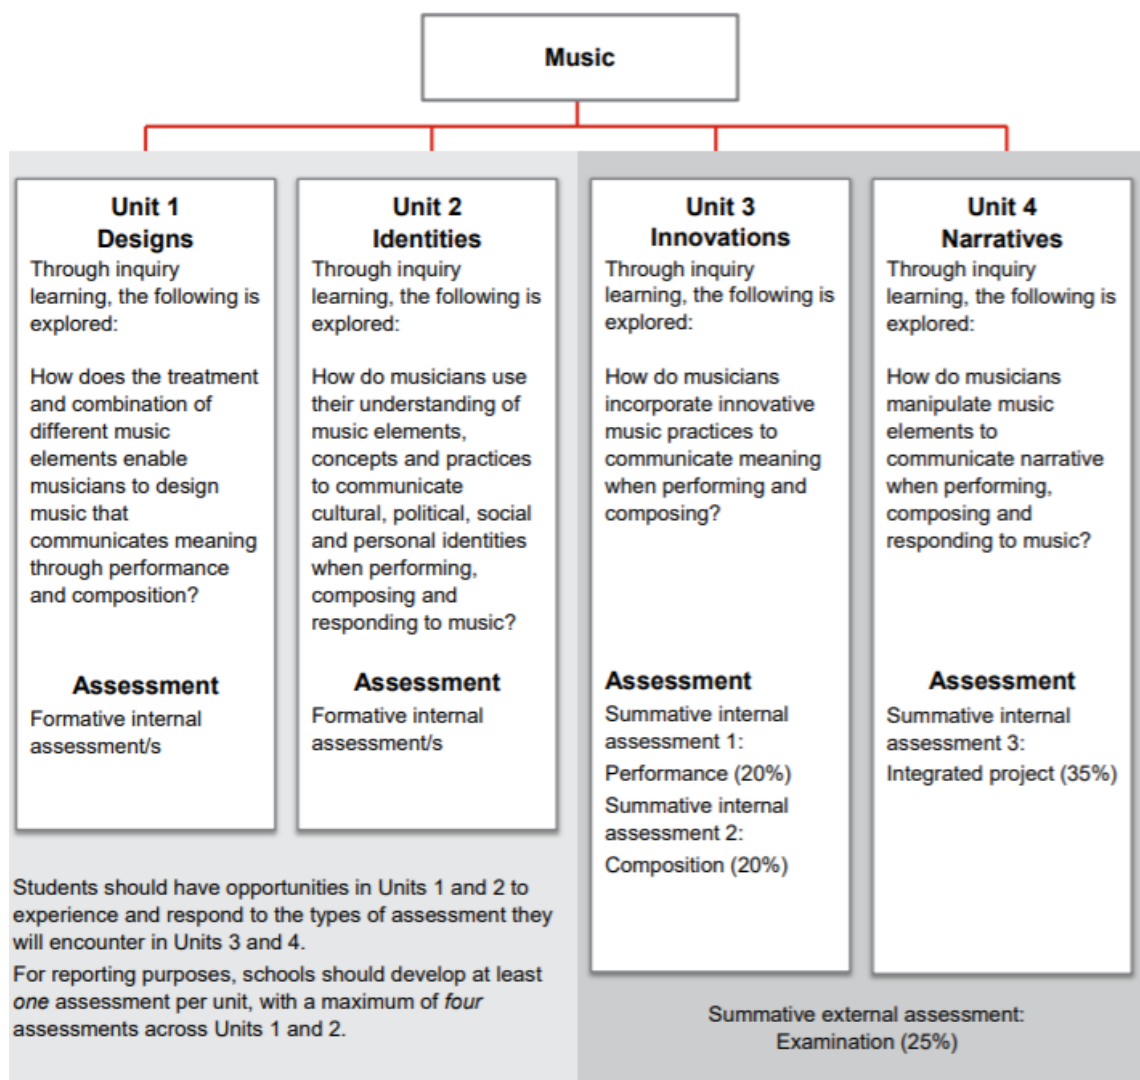 Music
Unit 1
Designs
Through inquiry
learning, the following is
explored:
How does the treatment
and combination of
different music
elements enable
musicians to design
music that
communicates meaning
through performance
and composition?
Assessment
Formative internal
assessment/s
Unit 2
Identities
Through inquiry
learning, the following is
explored:
How do musicians use
their understanding of
music elements,
concepts and practices
to communicate
cultural, political, social
and personal identities
when performing,
composing and
responding to music?
Assessment
Formative internal
assessment/s
Students should have opportunities in Units 1 and 2 to
experience and respond to the types of assessment they
will encounter in Units 3 and 4.
For reporting purposes, schools should develop at least
one assessment per unit, with a maximum of four
assessments across Units 1 and 2.
Unit 3
Innovations
Through inquiry
learning, the following is
explored:
How do musicians
incorporate innovative
music practices to
communicate meaning
when performing and
composing?
Assessment
Summative internal
assessment 1:
Performance (20%)
Summative internal
assessment 2:
Composition (20%)
Unit 4
Narratives
Through inquiry
learning, the following is
explored:
How do musicians
manipulate music
elements to
communicate narrative
when performing,
composing and
responding to music?
Assessment
Summative internal
assessment 3:
Integrated project (35%)
Summative external assessment:
Examination (25%)